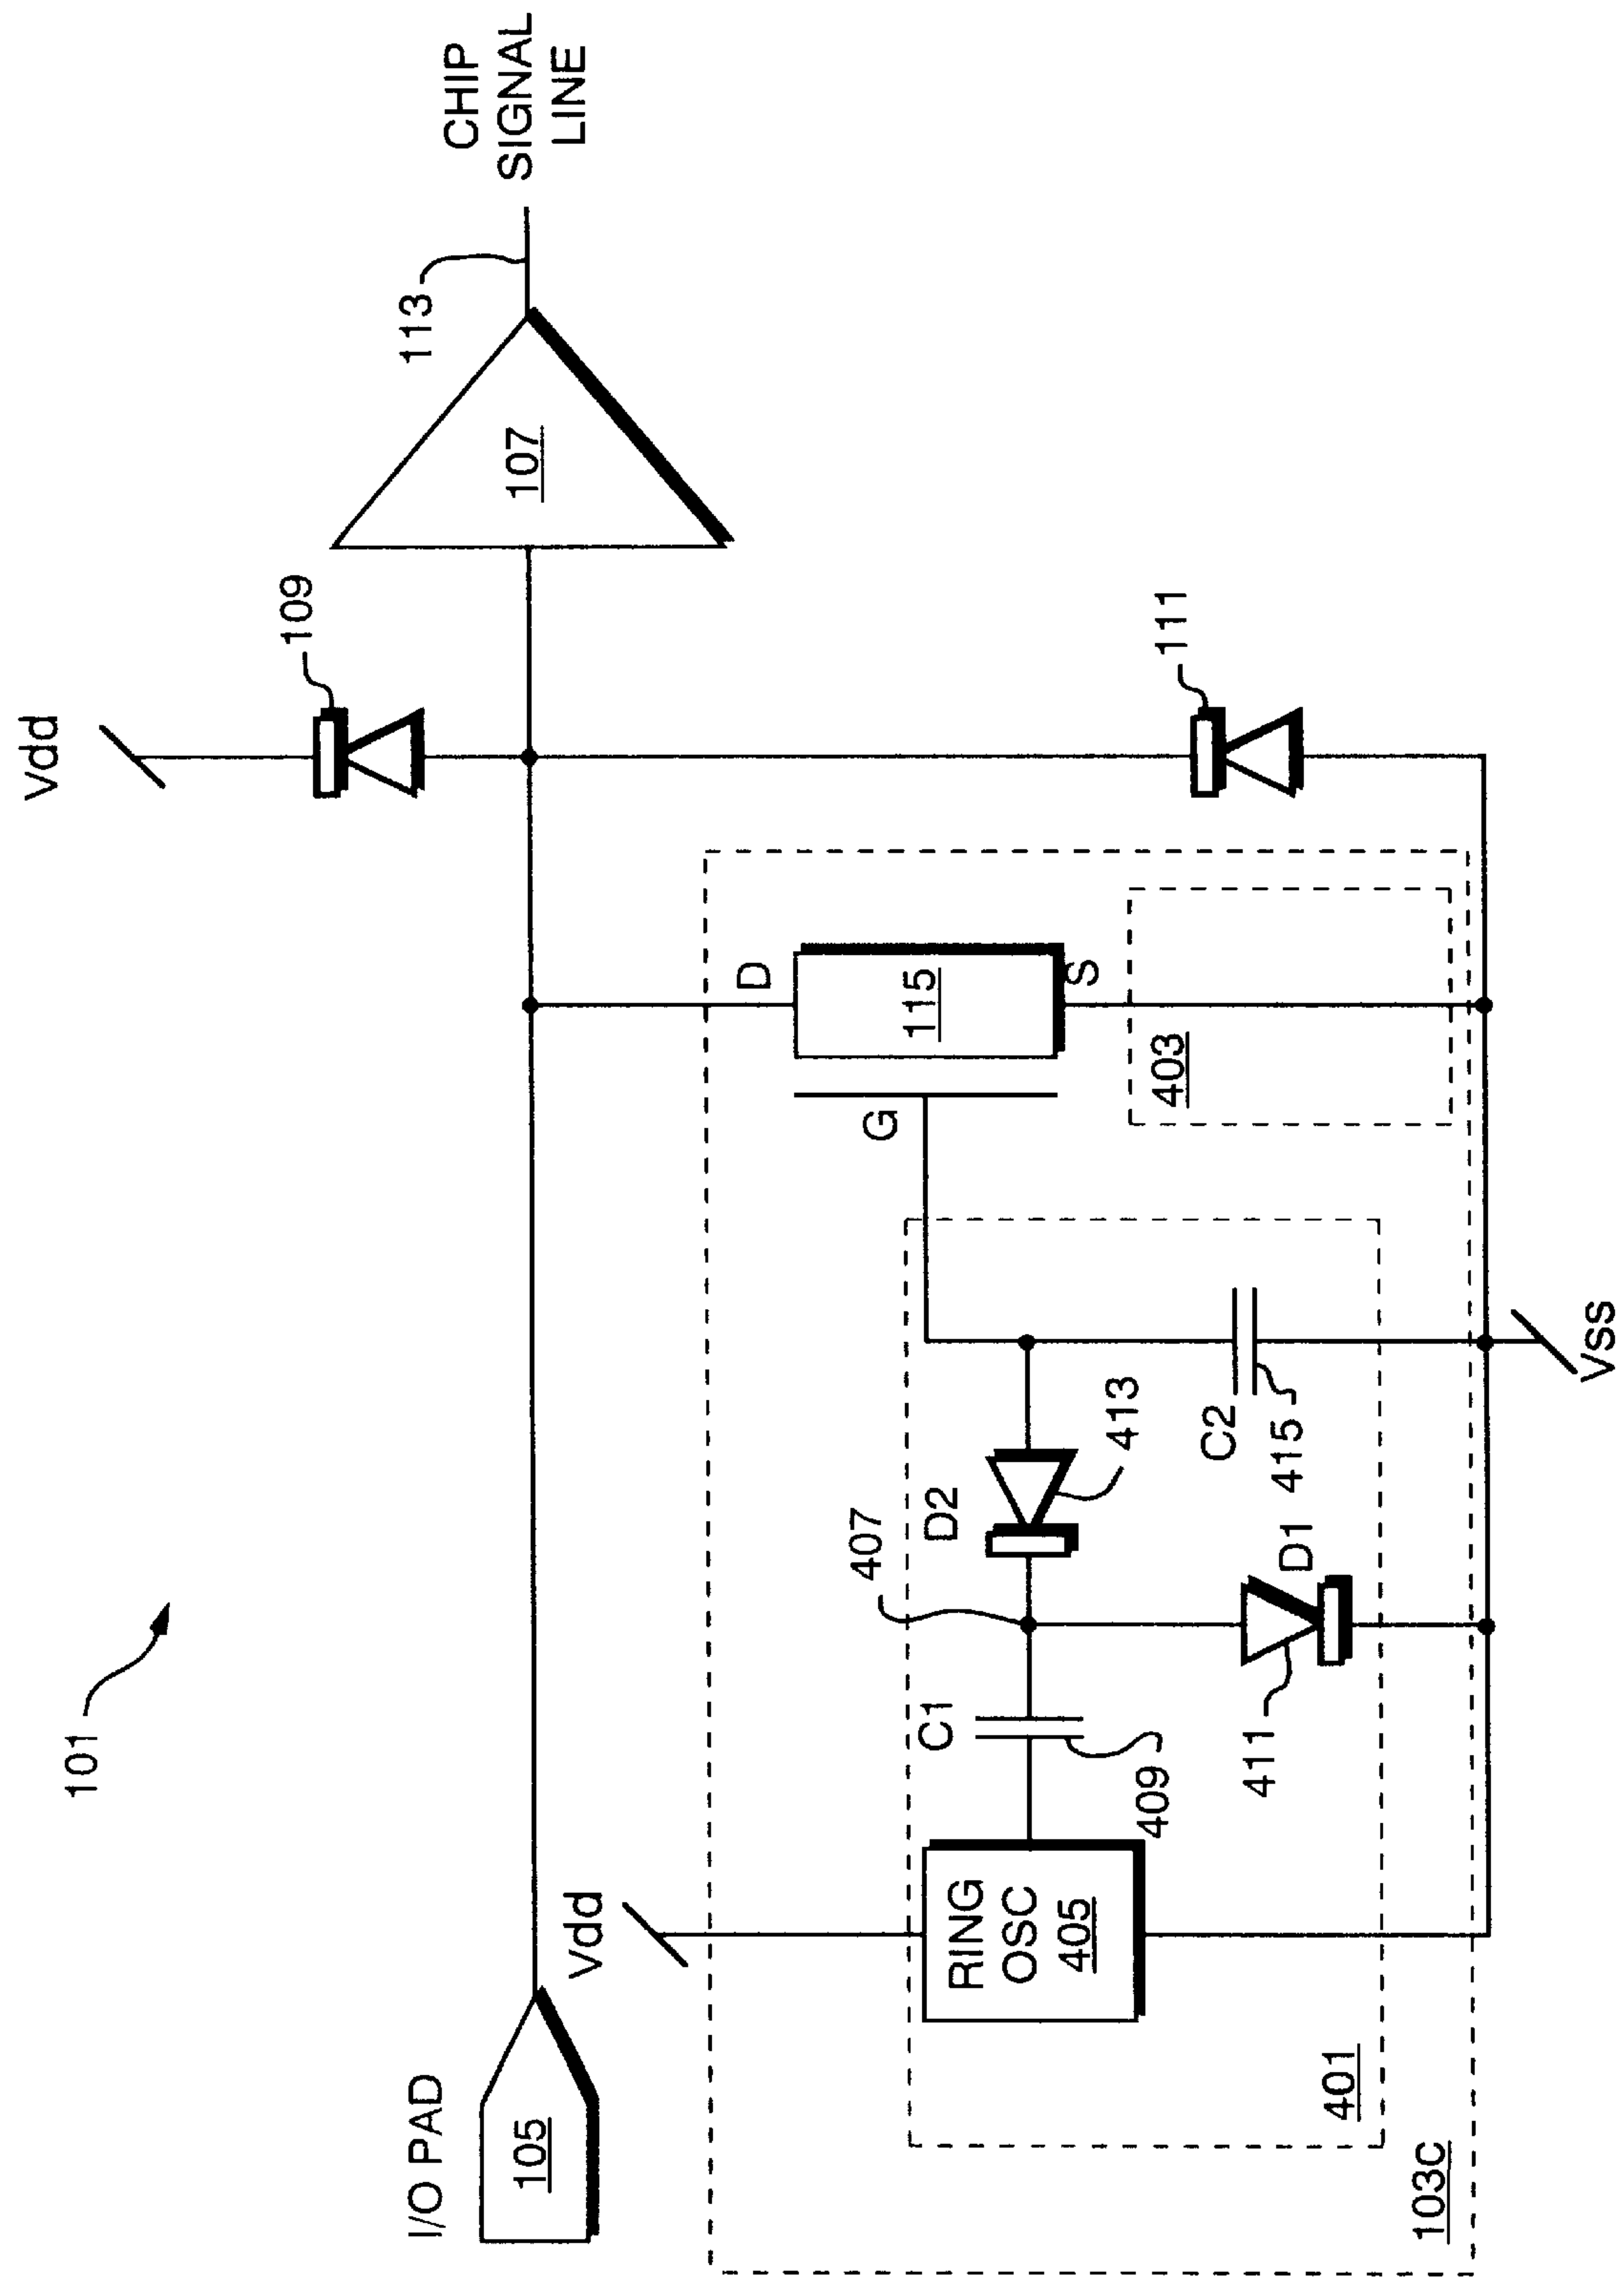 101
I/O PAD
105
Vdd
109
113
CHIP
SIGNAL
LINE
107
Vdd
RING
OSC
405
C1
409
407
D2
413
D1
411
C2
415
G
D
115
S
403
111
401
103C
Vss